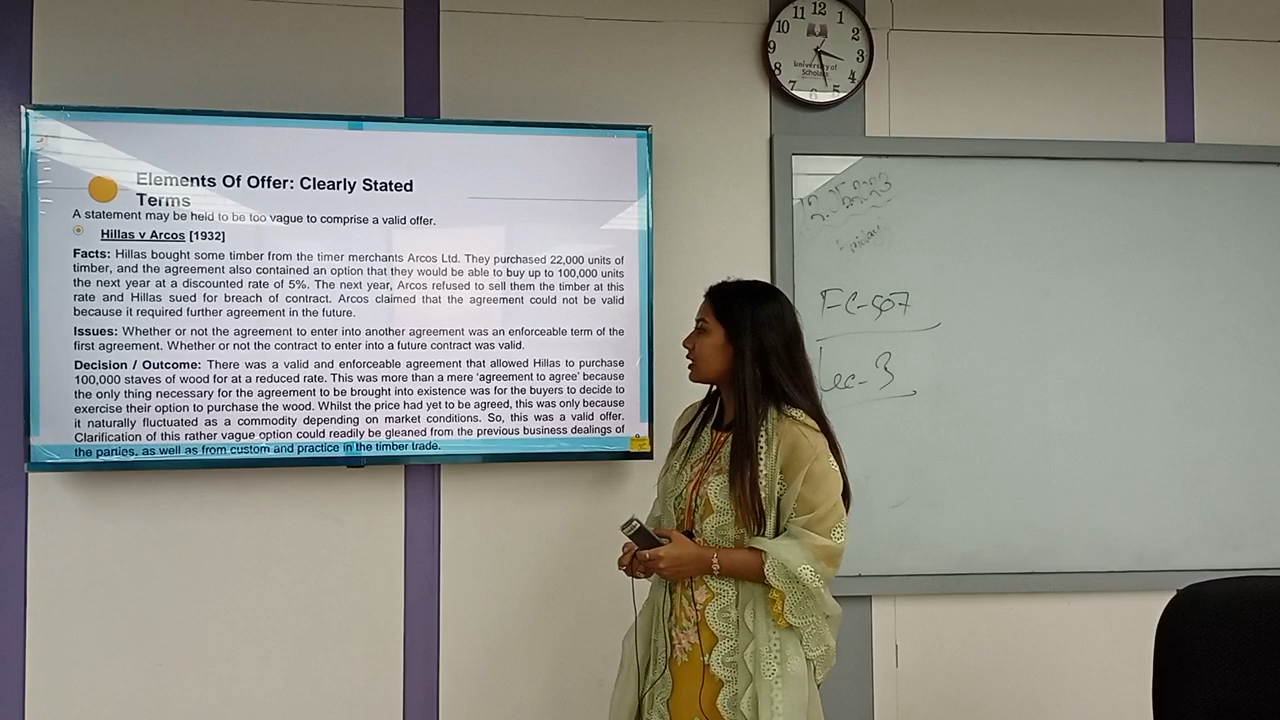 Elements Of Offer: Clearly Stated
Terms
A statement may be held to be too vague to comprise a valid offer.
Hillas v Arcos [1932]
Facts: Hillas bought some timber from the timer merchants Arcos Ltd. They purchased 22,000 units of
timber, and the agreement also contained an option that they would be able to buy up to 100,000 units
the next year at a discounted rate of 5%. The next year, Arcos refused to sell them the timber at this
rate and Hillas sued for breach of contract. Arcos claimed that the agreement could not be valid
because it required further agreement in the future.
Issues: Whether or not the agreement to enter into another agreement was an enforceable term of the
first agreement. Whether or not the contract to enter into a future contract was valid.
Decision / Outcome: There was a valid and enforceable agreement that allowed Hillas to purchase
100,000 staves of wood for at a reduced rate. This was more than a mere ‘agreement to agree’ because
the only thing necessary for the agreement to be brought into existence was for the buyers to decide to
exercise their option to purchase the wood. Whilst the price had yet to be agreed, this was only because
it naturally fluctuated as a commodity depending on market conditions. So, this was a valid offer.
Clarification of this rather vague option could readily be gleaned from the previous business dealings of
the parties, as well as from custom and practice in the timber trade.
12 1 2 3 4 5 6 7 8 9 10 11
University of
Scholars
Lec-3